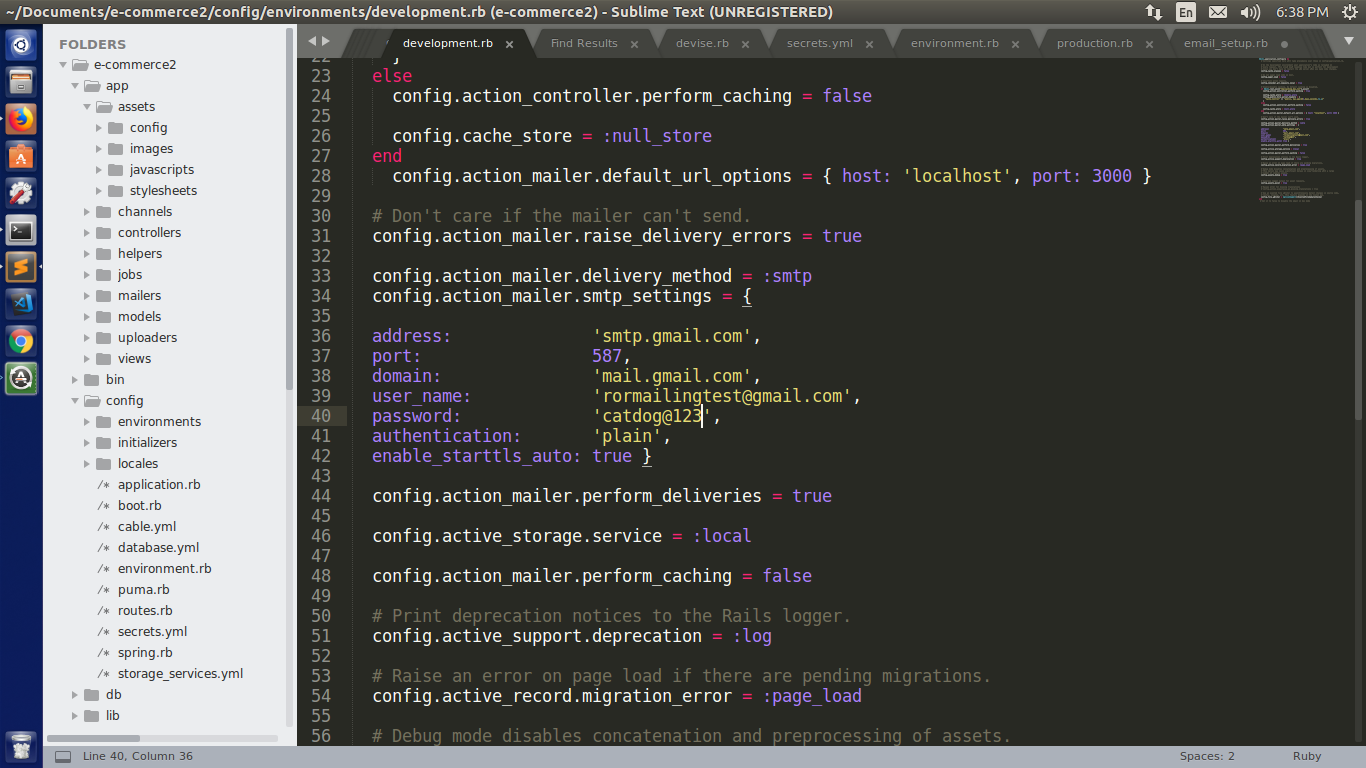 ~/Documents/e-commerce2/config/environments/development.rb (e-commerce2) - Sublime Text (UNREGISTERED)
En
6:38 PM
FOLDERS
e-commerce2
app
assets
config
images
javascripts
stylesheets
channels
controllers
helpers
jobs
mailers
models
uploaders
views
bin
config
environments
initializers
locales
/* application.rb
/* boot.rb
/* cable.yml
/* database.yml
/* environment.rb
/* puma.rb
/* routes.rb
/* secrets.yml
/* spring.rb
/* storage_services.yml
db
lib
development.rb × Find Results × devise.rb × secrets.yml × environment.rb × production.rb × email_setup.rb
22 }
23 else
24 config.action_controller.perform_caching = false
25
26 config.cache_store = :null_store
27 end
28 config.action_mailer.default_url_options = { host: 'localhost', port: 3000 }
29
30 # Don't care if the mailer can't send.
31 config.action_mailer.raise_delivery_errors = true
32
33 config.action_mailer.delivery_method = :smtp
34 config.action_mailer.smtp_settings = {
35
36 address: 'smtp.gmail.com',
37 port: 587,
38 domain: 'mail.gmail.com',
39 user_name: 'rormailingtest@gmail.com',
40 password: 'catdog@123',
41 authentication: 'plain',
42 enable_starttls_auto: true }
43
44 config.action_mailer.perform_deliveries = true
45
46 config.active_storage.service = :local
47
48 config.action_mailer.perform_caching = false
49
50 # Print deprecation notices to the Rails logger.
51 config.active_support.deprecation = :log
52
53 # Raise an error on page load if there are pending migrations.
54 config.active_record.migration_error = :page_load
55
56 # Debug mode disables concatenation and preprocessing of assets.
Line 40, Column 36
Spaces: 2
Ruby